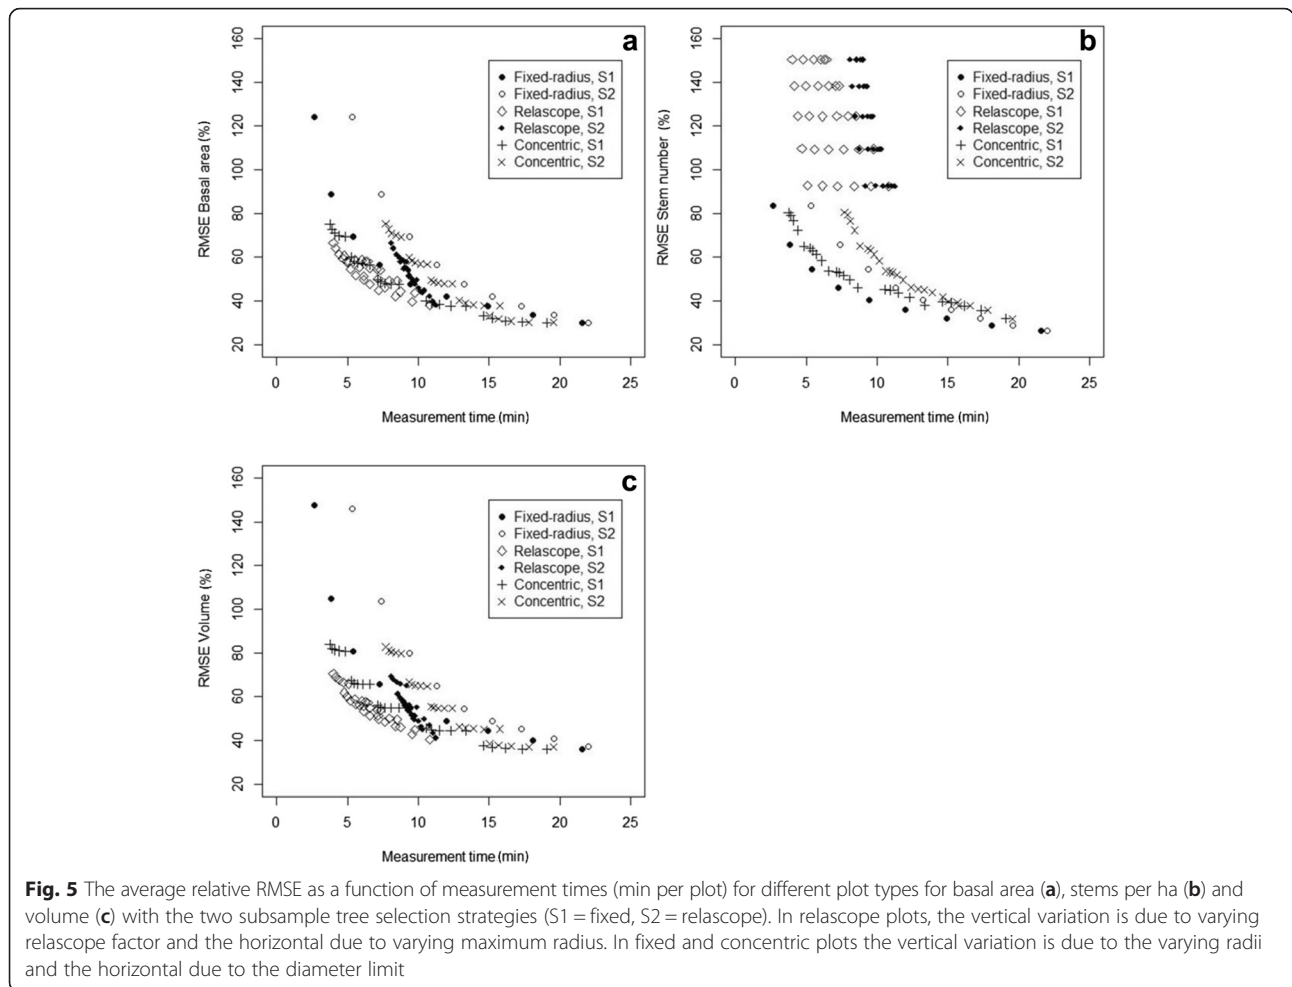 a
RMSE Basal area (%)
160
140
120
100
80
60
40
20
Fixed-radius, S1
Fixed-radius, S2
Relascope, S1
Relascope, S2
Concentric, S1
Concentric, S2
0 5 10 15 20 25
Measurement time (min)
b
RMSE Stem number (%)
160
140
120
100
80
60
40
20
Fixed-radius, S1
Fixed-radius, S2
Relascope, S1
Relascope, S2
Concentric, S1
Concentric, S2
0 5 10 15 20 25
Measurement time (min)
c
RMSE Volume (%)
160
140
120
100
80
60
40
20
Fixed-radius, S1
Fixed-radius, S2
Relascope, S1
Relascope, S2
Concentric, S1
Concentric, S2
0 5 10 15 20 25
Measurement time (min)
Fig. 5 The average relative RMSE as a function of measurement times (min per plot) for different plot types for basal area (a), stems per ha (b) and
volume (c) with the two subsample tree selection strategies (S1 = fixed, S2 = relascope). In relascope plots, the vertical variation is due to varying
relascope factor and the horizontal due to varying maximum radius. In fixed and concentric plots the vertical variation is due to the varying radii
and the horizontal due to the diameter limit